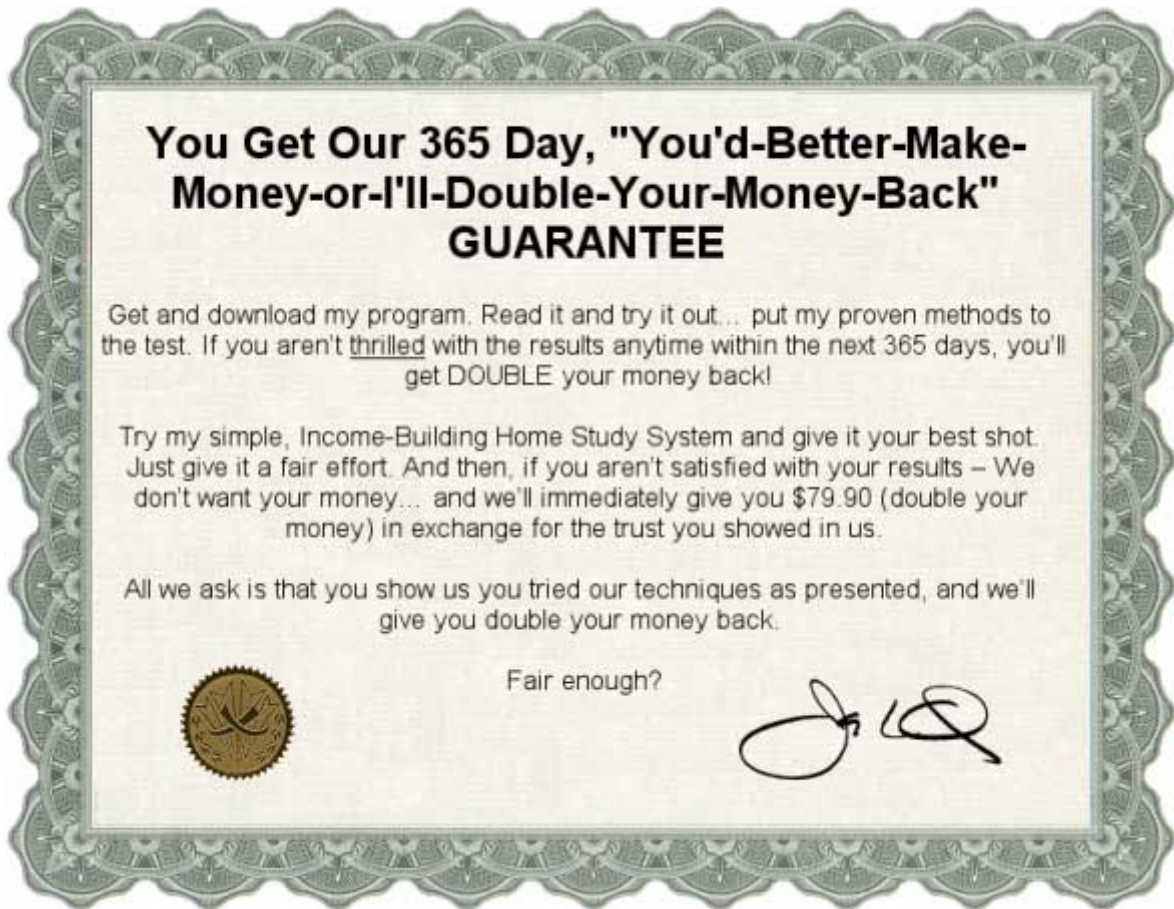 You Get Our 365 Day, "You'd-Better-Make-
Money-or-I'll-Double-Your-Money-Back"
GUARANTEE
Get and download my program. Read it and try it out... put my proven methods to
the test. If you aren't thrilled with the results anytime within the next 365 days, you'll
get DOUBLE your money back!
Try my simple, Income-Building Home Study System and give it your best shot.
Just give it a fair effort. And then, if you aren't satisfied with your results – We
don't want your money... and we'll immediately give you $79.90 (double your
money) in exchange for the trust you showed in us.
All we ask is that you show us you tried our techniques as presented, and we'll
give you double your money back.
Fair enough?